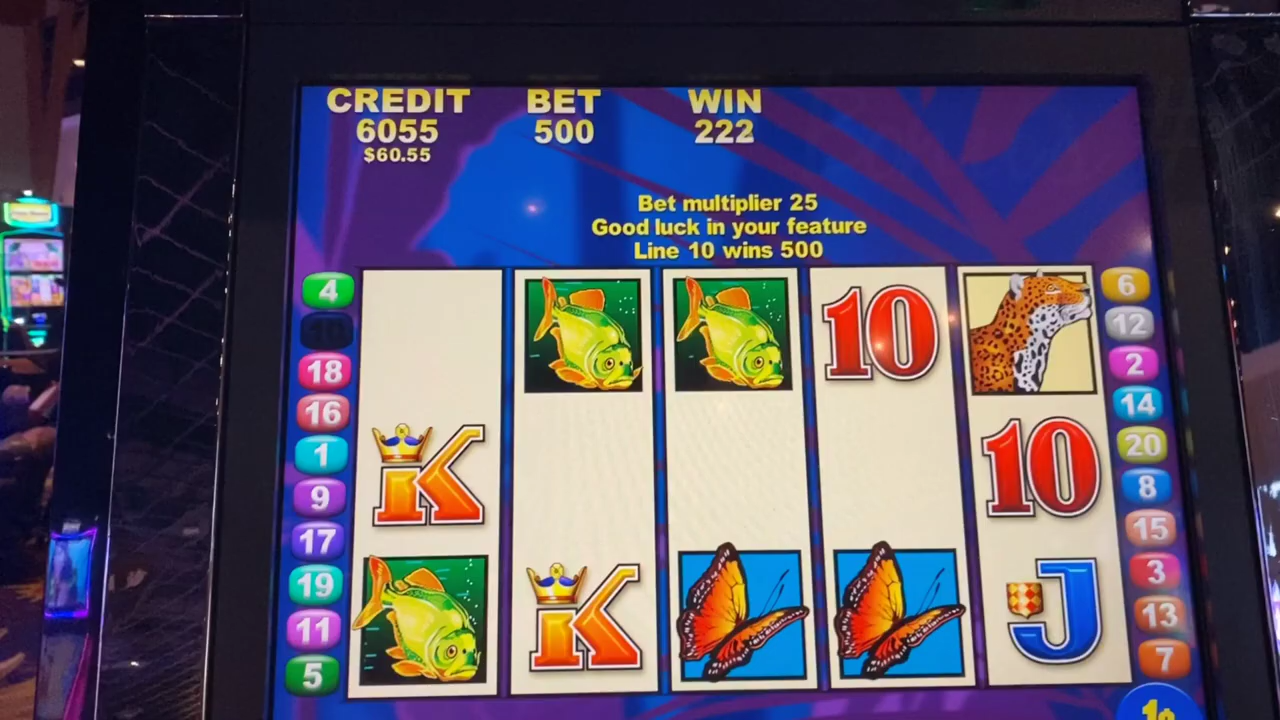 CREDIT BET WIN
6055 500 222
$60.55
Bet multiplier 25
Good luck in your feature
Line 10 wins 500
4 6
10 12
18 10 2
16 14
1 K 10 20
9 8
17 15
19 3
11 K J 13
5 7
1¢